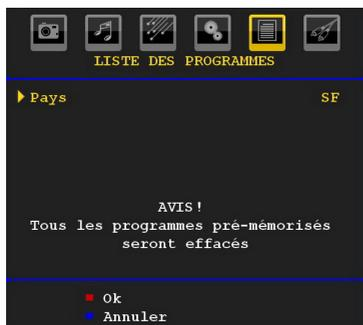 LISTE DES PROGRAMMES
Pays SF
AVIS!
Tous les programmes pré-mémorisés
seront effacés
Ok
Annuler